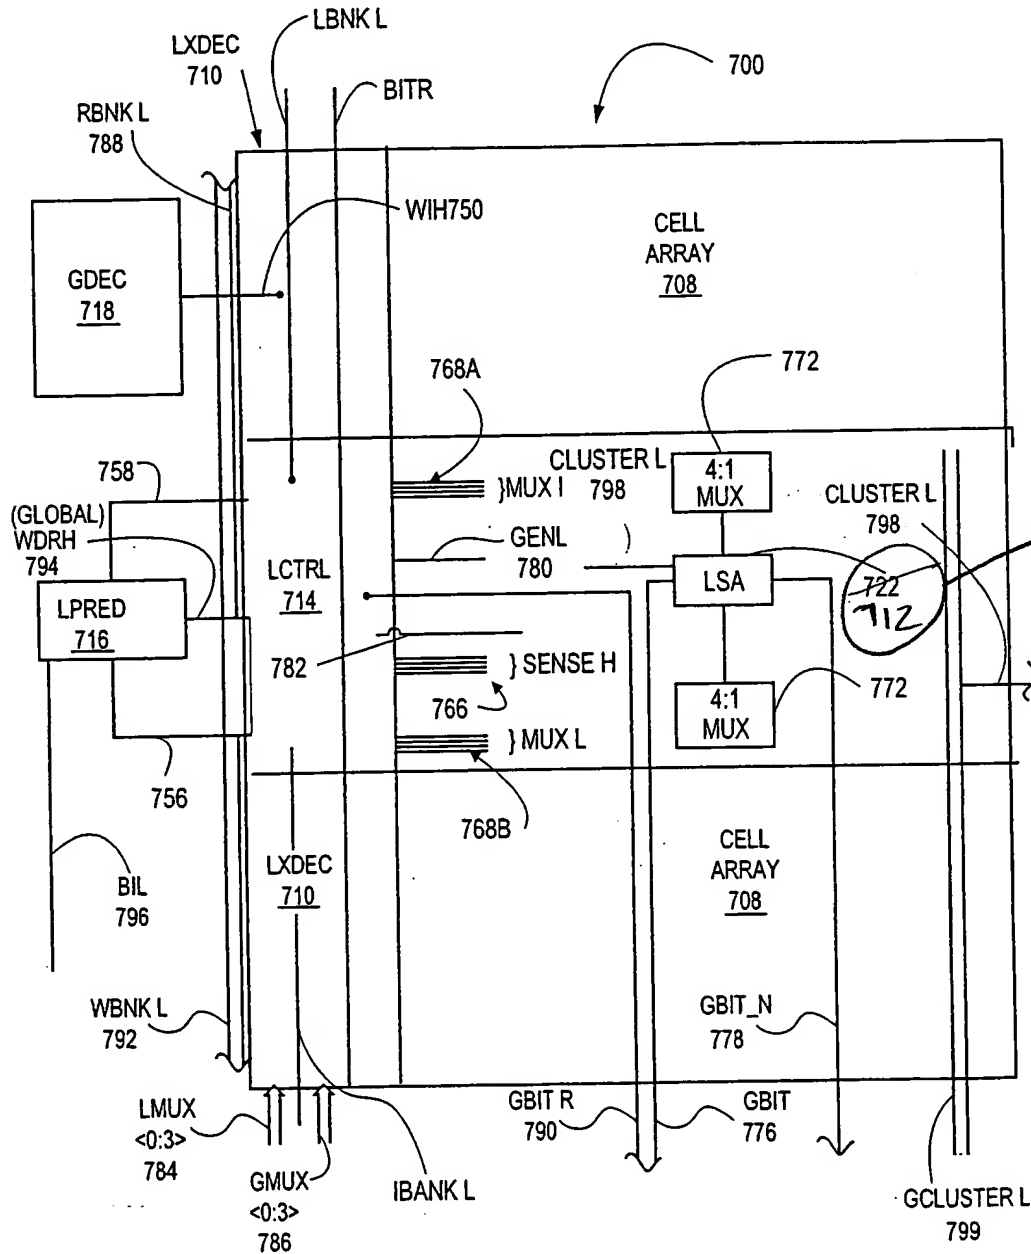 LBNK L
LXDEC
710
700
BITR
RBNK L
788
WIH750
GDEC
718
CELL
ARRAY
708
768A
772
758
}MUX I
CLUSTER L
798
4:1
MUX
CLUSTER L
798
(GLOBAL)
WDRH
794
GENL
780
LCTRL
714
LSA
722
712
LPRED
716
782
} SENSE H
766
4:1
MUX
772
} MUX L
756
768B
LXDEC
710
CELL
ARRAY
708
BIL
796
WBNK L
792
GBIT_N
778
LMUX
<0:3>
784
GMUX
<0:3>
786
IBANK L
GBIT R
790
GBIT
776
GCLUSTER L
799